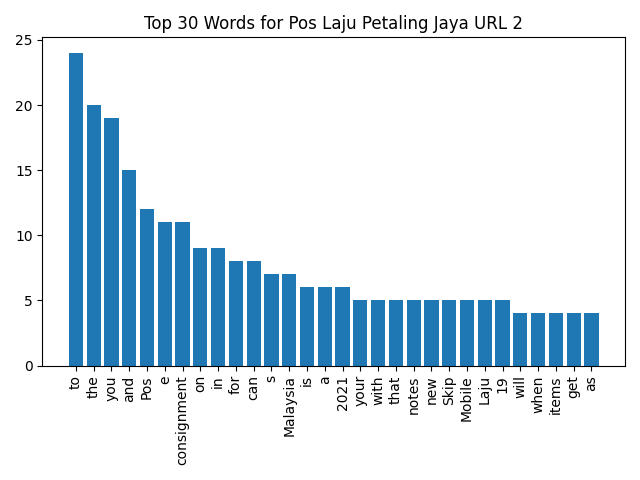 Top 30 Words for Pos Laju Petaling Jaya URL 2
25
20
15
10
5
0
to
the
you
and
Pos
e
consignment
on
in
for
can
s
Malaysia
is
a
2021
your
with
that
notes
new
Skip
Mobile
Laju
19
will
when
items
get
as